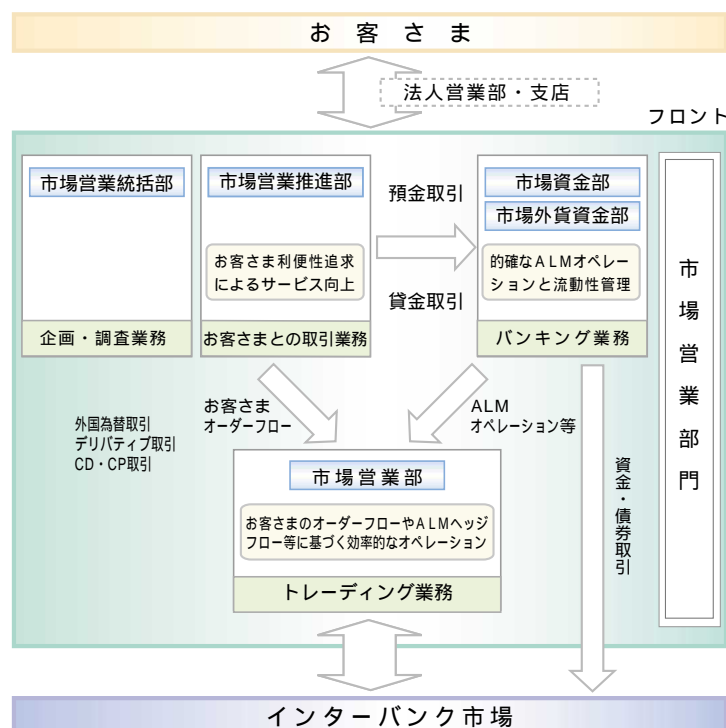 お客さま
法人営業部・支店
フロント
市場営業統括部
企画・調査業務
市場営業推進部
お客さま利便性追求
によるサービス向上
お客さまとの取引業務
預金取引
貸金取引
市場資金部
市場外貨資金部
的確なALMオペレー
ションと流動性管理
バンキング業務
市場営業部門
外国為替取引
デリバティブ取引
CD・CP取引
お客さま
オーダーフロー
ALM
オペレーション等
資金・債券取引
市場営業部
お客さまのオーダーフローやALMヘッジ
フロー等に基づく効率的なオペレーション
トレーディング業務
インターバンク市場